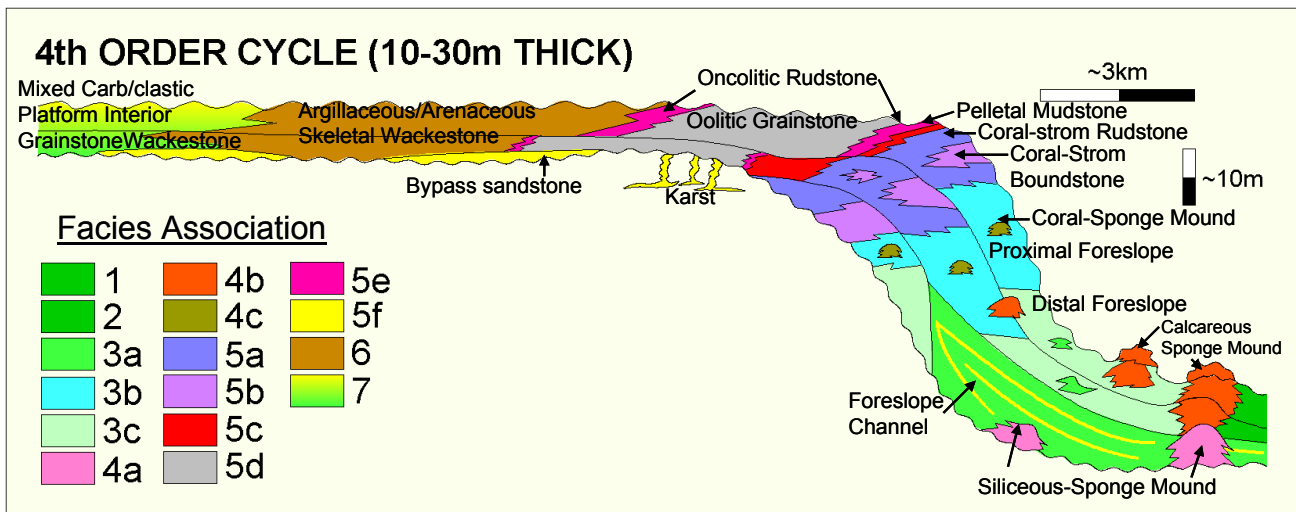 4th ORDER CYCLE (10-30m THICK)
Mixed Carb/clastic
Platform Interior
GrainstoneWackestone
Argillaceous/Arenaceous
Skeletal Wackestone
Bypass sandstone
Oncolitic Rudstone
Oolitic Grainstone
Karst
~3km
Pelletal Mudstone
Coral-strom Rudstone
Coral-Strom
Boundstone
~10m
Coral-Sponge Mound
Proximal Foreslope
Distal Foreslope
Calcareous
Sponge Mound
Foreslope
Channel
Siliceous-Sponge Mound
Facies Association
1
2
3a
3b
3c
4a
4b
4c
5a
5b
5c
5d
5e
5f
6
7